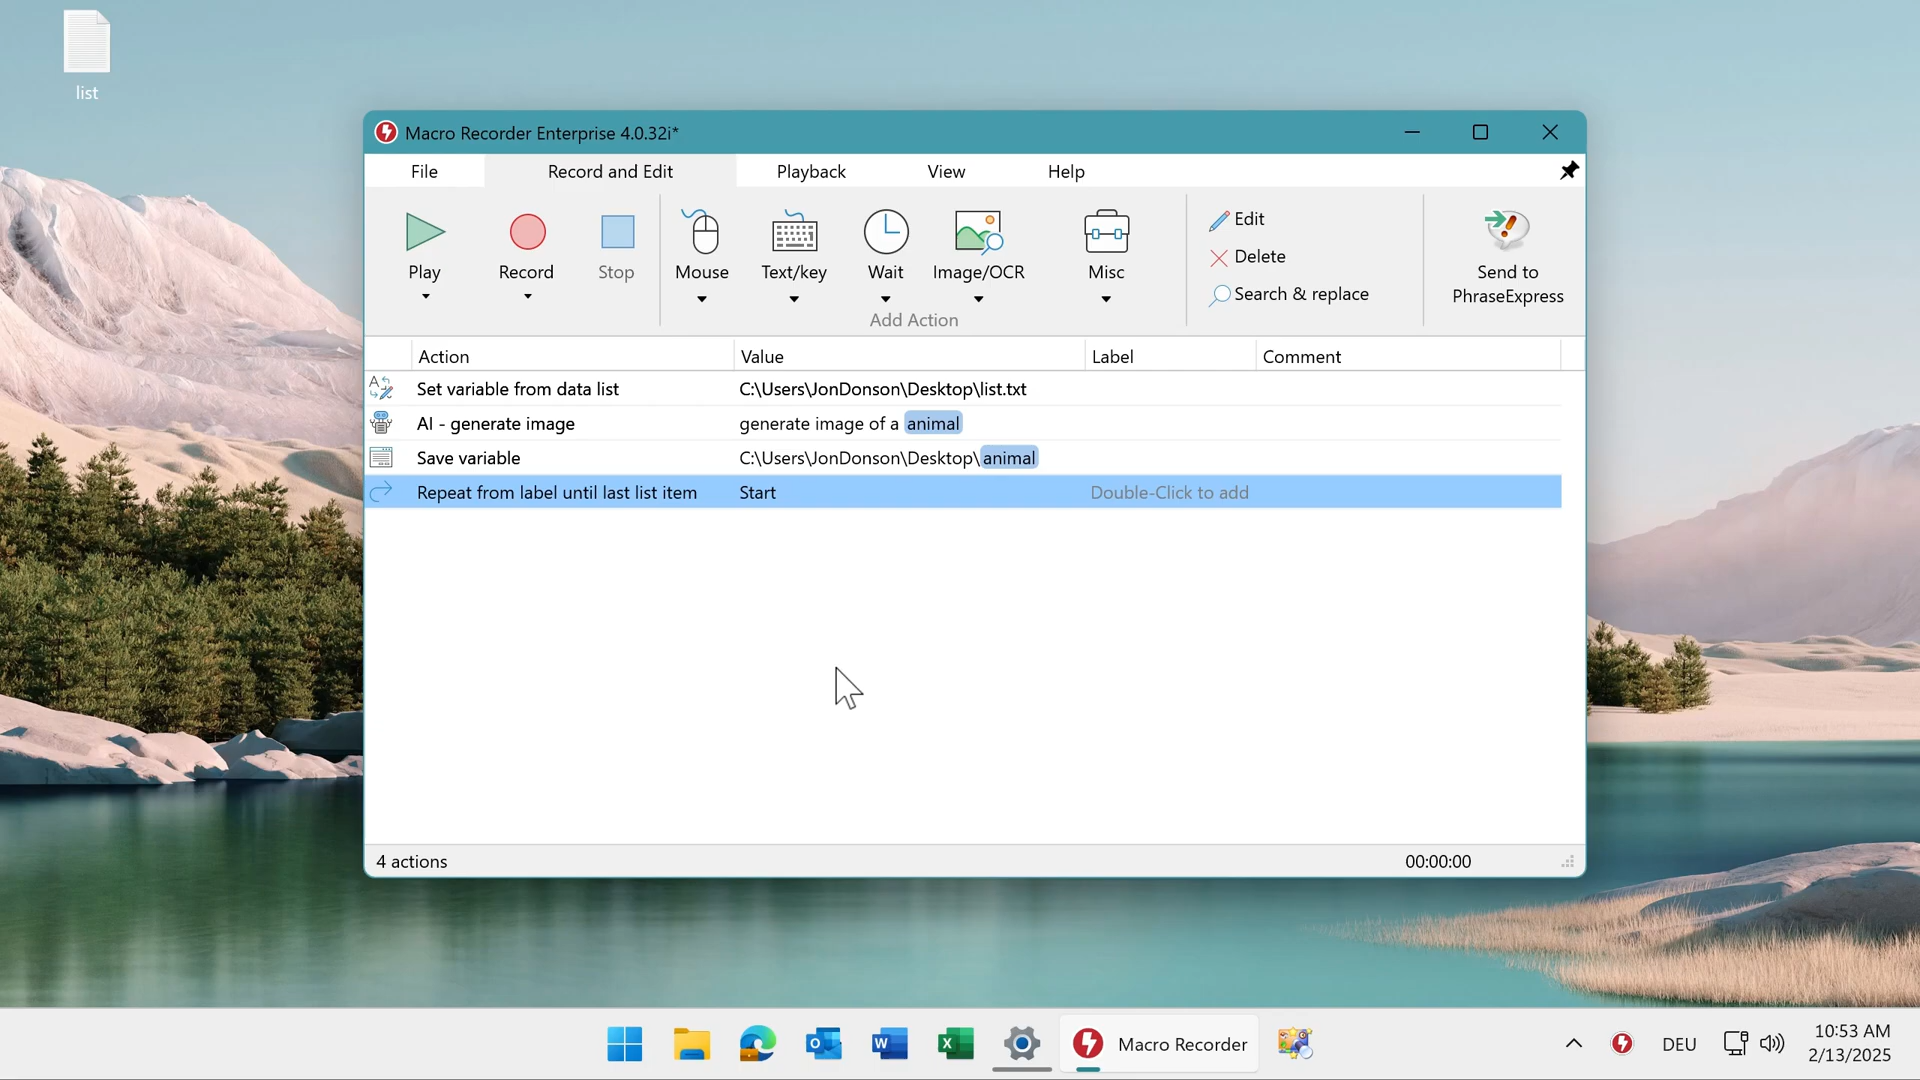 list
Macro Recorder Enterprise 4.0.32i*
File Record and Edit Playback View Help
Play Record Stop Mouse Text/key Wait Image/OCR Misc
Add Action
Edit
Delete
Search & replace
Send to
PhraseExpress
Action Value Label Comment
Set variable from data list C:\Users\JonDonson\Desktop\list.txt
AI - generate image generate image of a animal
Save variable C:\Users\JonDonson\Desktop\animal
Repeat from label until last list item Start Double-Click to add
4 actions 00:00:00
Macro Recorder
DEU
10:53 AM
2/13/2025